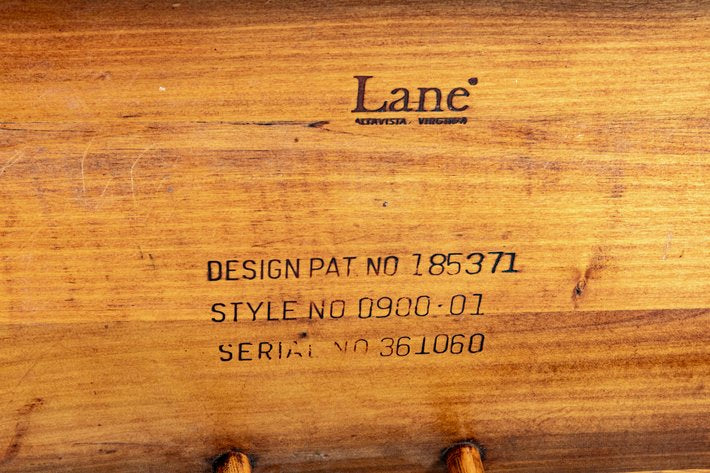 Lane
ALTAVISTA, VIRGINIA
DESIGN PAT. NO 185371
STYLE NO 0900-01
SERIAL NO 361060